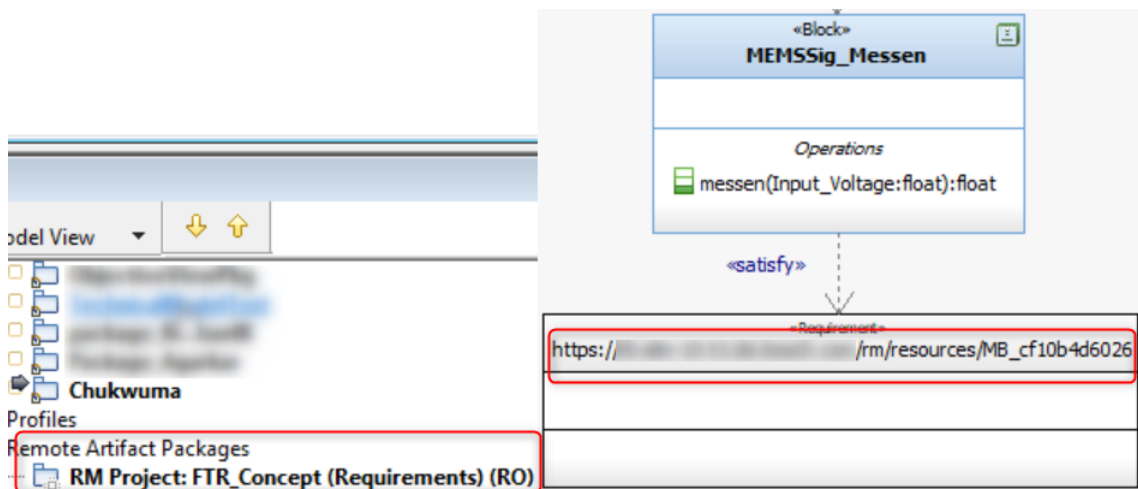 «Block»
MEMSSig_Messen
Operations
messen(Input_Voltage:float):float
«satisfy»
«Requirement»
https://
/rm/resources/MB_cf10b4d6026
odel View
Chukwuma
Profiles
Remote Artifact Packages
RM Project: FTR_Concept (Requirements) (RO)